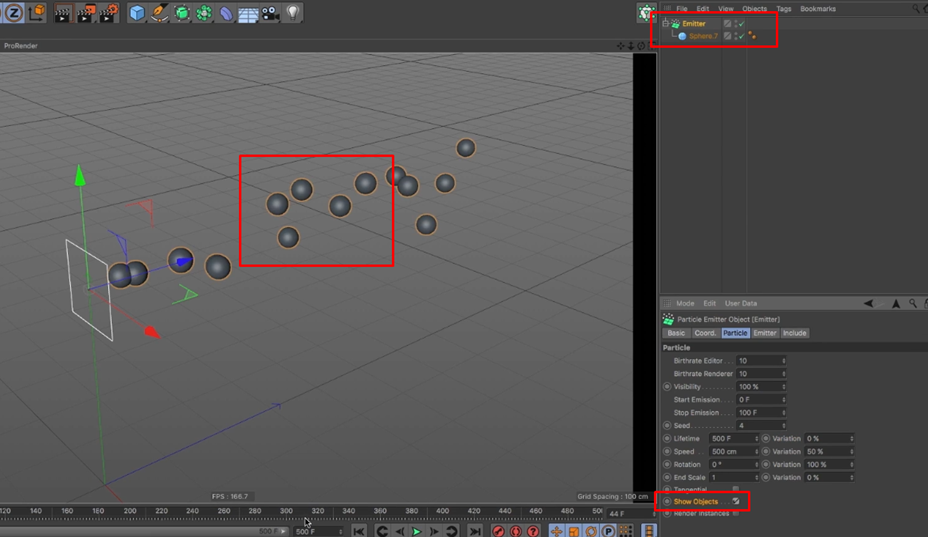 File Edit View Objects Tags Bookmarks
Emitter
Sphere.7
ProRender
FPS : 166.7
Grid Spacing : 100 cm
120 140 160 180 200 220 240 260 280 300 320 340 360 380 400 420 440 460 480 50
44 F
500 F
500 F
Mode Edit User Data
Particle Emitter Object [Emitter]
Basic Coord. Particle Emitter Include
Particle
Birthrate Editor . . . 10
Birthrate Renderer 10
Visibility . . . . . . . . . 100 %
Start Emission . . . . 0 F
Stop Emission . . . . 100 F
Seed . . . . . . . . . . . . 4
Lifetime 500 F Variation 0 %
Speed . . 500 cm Variation 50 %
Rotation 0 ° Variation 100 %
End Scale 1 Variation 0 %
Tangential
Show Objects
Render Instances